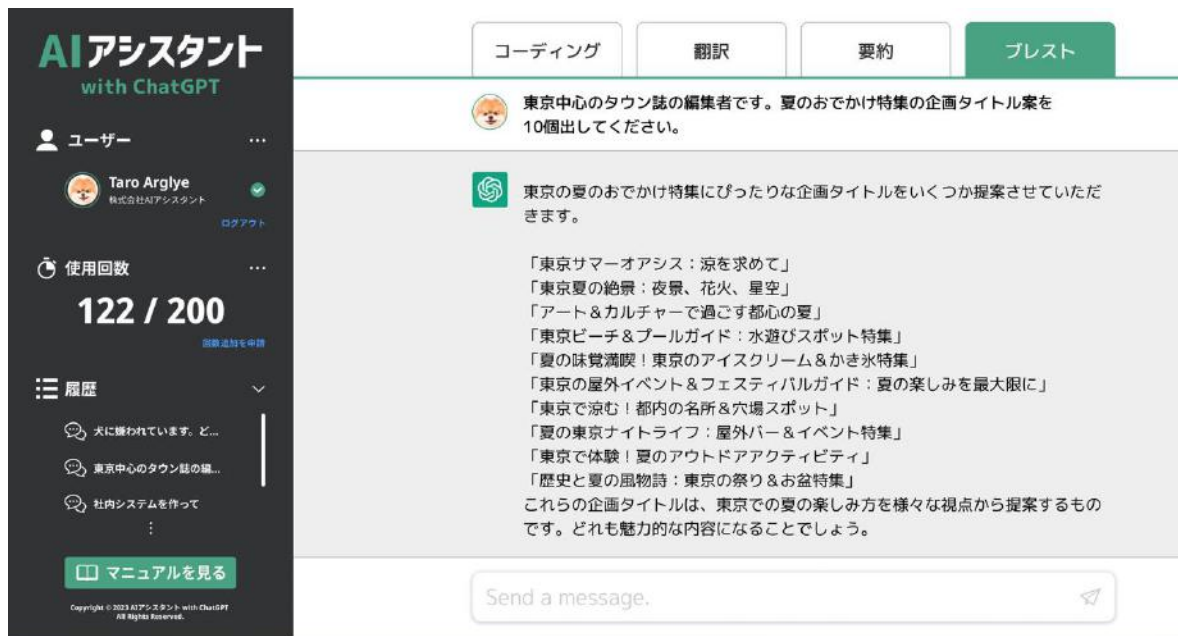 AIアシスタント
with ChatGPT
ユーザー
Taro Arglye
株式会社AIアシスタント
ログアウト
使用回数
122 / 200
回数追加を申請
履歴
犬に嫌われています。ど...
東京中心のタウン誌の編...
社内システムを作って
マニュアルを見る
Copyright © 2023 AIアシスタント with ChatGPT
All Rights Reserved.
コーディング
翻訳
要約
ブレスト
東京中心のタウン誌の編集者です。夏のおでかけ特集の企画タイトル案を
10個出してください。
東京の夏のおでかけ特集にぴったりな企画タイトルをいくつか提案させていただ
きます。
「東京サマーオアシス：涼を求めて」
「東京夏の絶景：夜景、花火、星空」
「アート＆カルチャーで過ごす都心の夏」
「東京ビーチ＆プールガイド：水遊びスポット特集」
「夏の味覚満喫！東京のアイスクリーム＆かき氷特集」
「東京の屋外イベント＆フェスティバルガイド：夏の楽しみを最大限に」
「東京で涼む！都内の名所＆穴場スポット」
「夏の東京ナイトライフ：屋外バー＆イベント特集」
「東京で体験！夏のアウトドアアクティビティ」
「歴史と夏の風物詩：東京の祭り＆お盆特集」
これらの企画タイトルは、東京での夏の楽しみ方を様々な視点から提案するもの
です。どれも魅力的な内容になることでしょう。
Send a message.